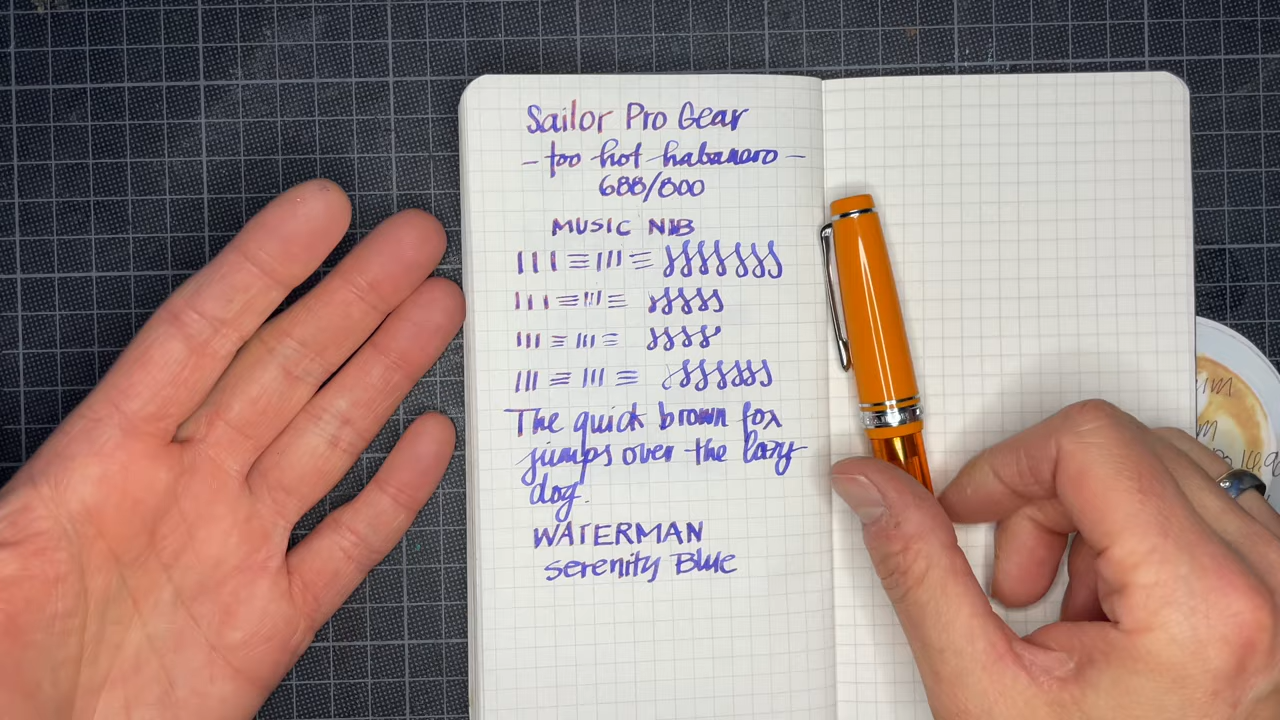 Sailor Pro Gear
- too hot habanero -
688/800
MUSIC NIB
The quick brown fox
jumps over the lazy
dog.
WATERMAN
Serenity Blue